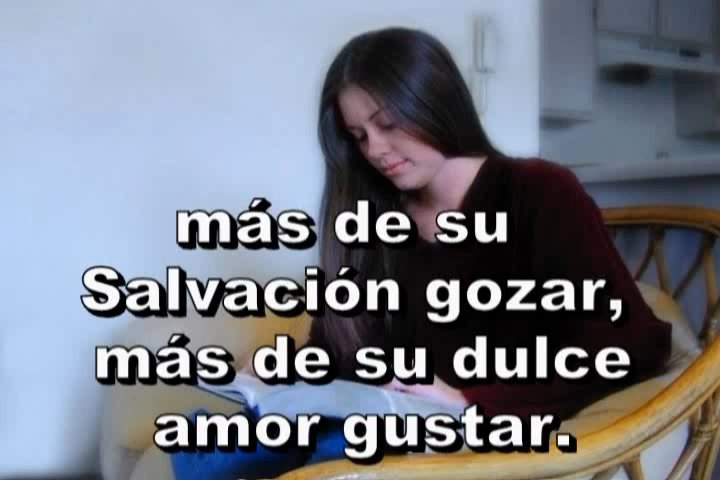 más de su
Salvación gozar,
más de su dulce
amor gustar.